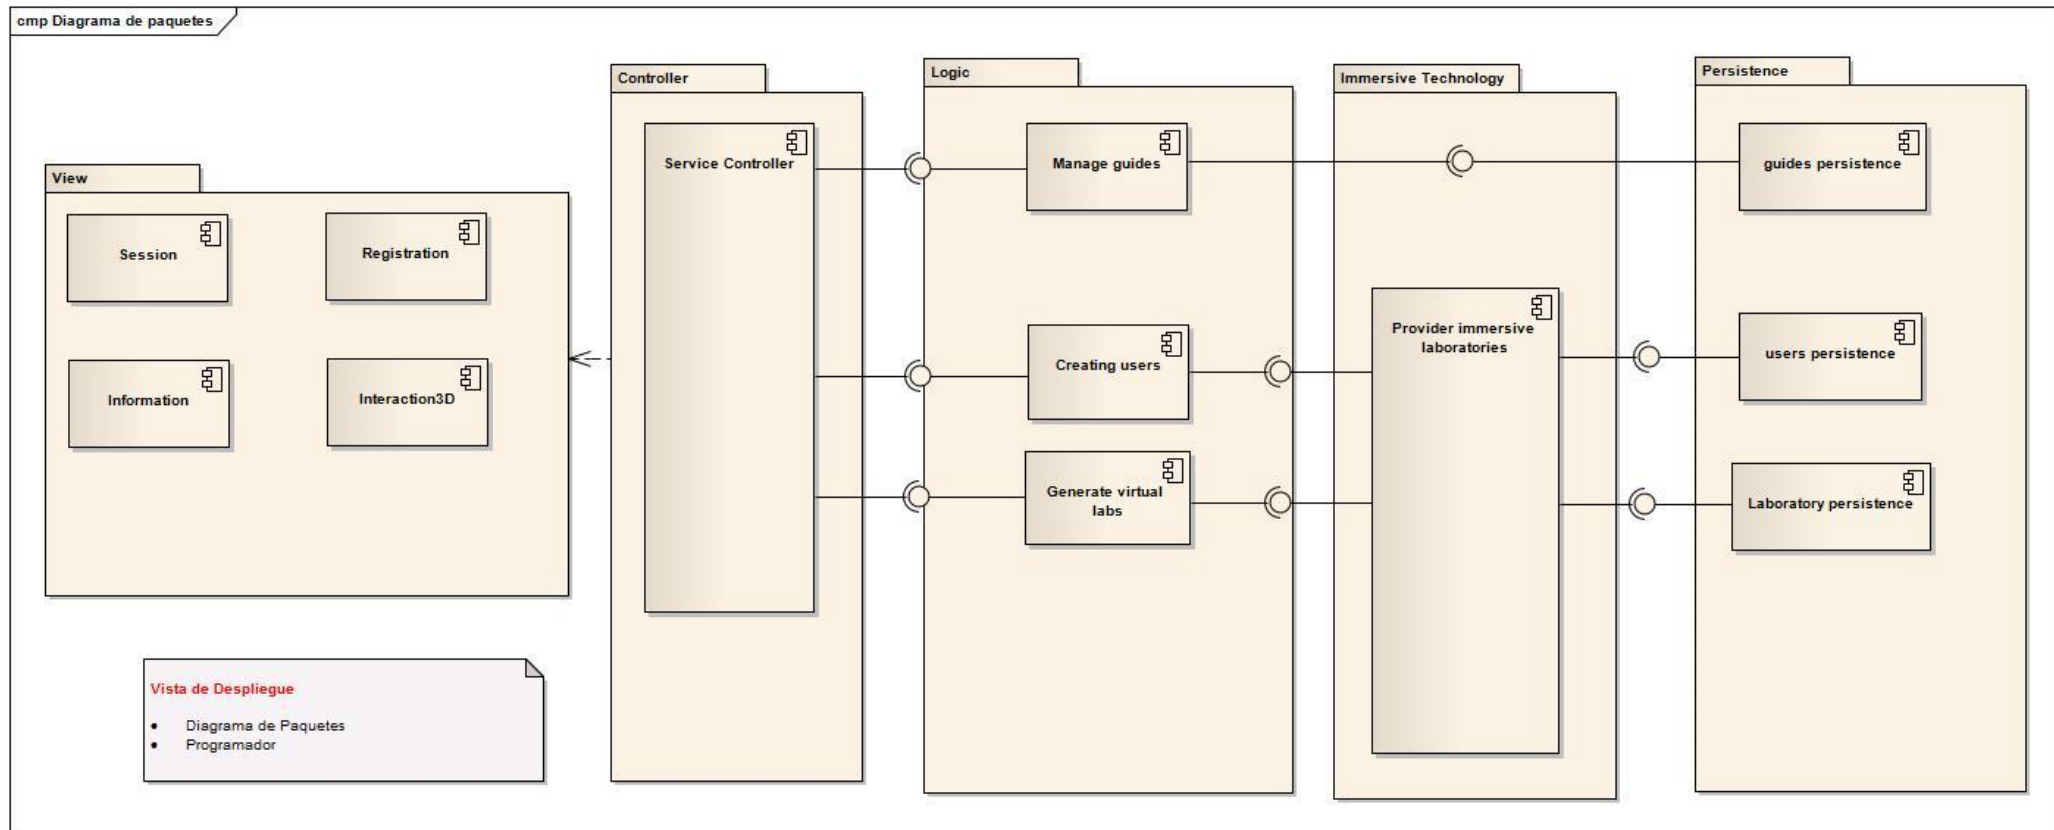 cmp Diagrama de paquetes
View
Session
Registration
Information
Interaction3D
Controller
Service Controller
Logic
Manage guides
Creating users
Generate virtual
labs
Immersive Technology
Provider immersive
laboratories
Persistence
guides persistence
users persistence
Laboratory persistence
Vista de Despliegue
• Diagrama de Paquetes
• Programador